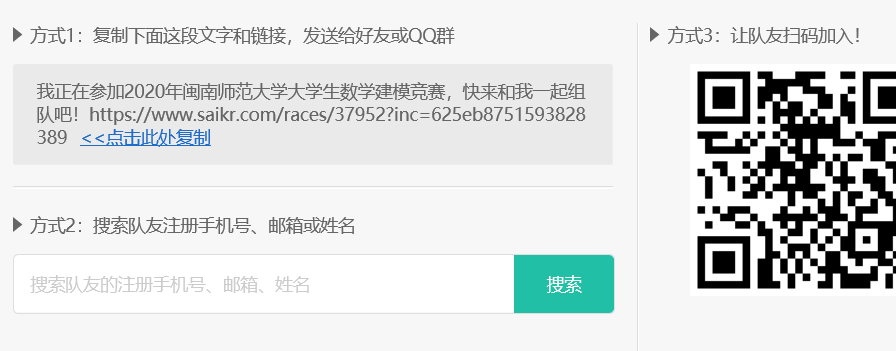 方式1：复制下面这段文字和链接，发送给好友或QQ群
我正在参加2020年闽南师范大学大学生数学建模竞赛，快来和我一起组
队吧！https://www.saikr.com/races/37952?inc=625eb8751593828
389 <<点击此处复制
方式2：搜索队友注册手机号、邮箱或姓名
搜索队友的注册手机号、邮箱、姓名
搜索
方式3：让队友扫码加入！